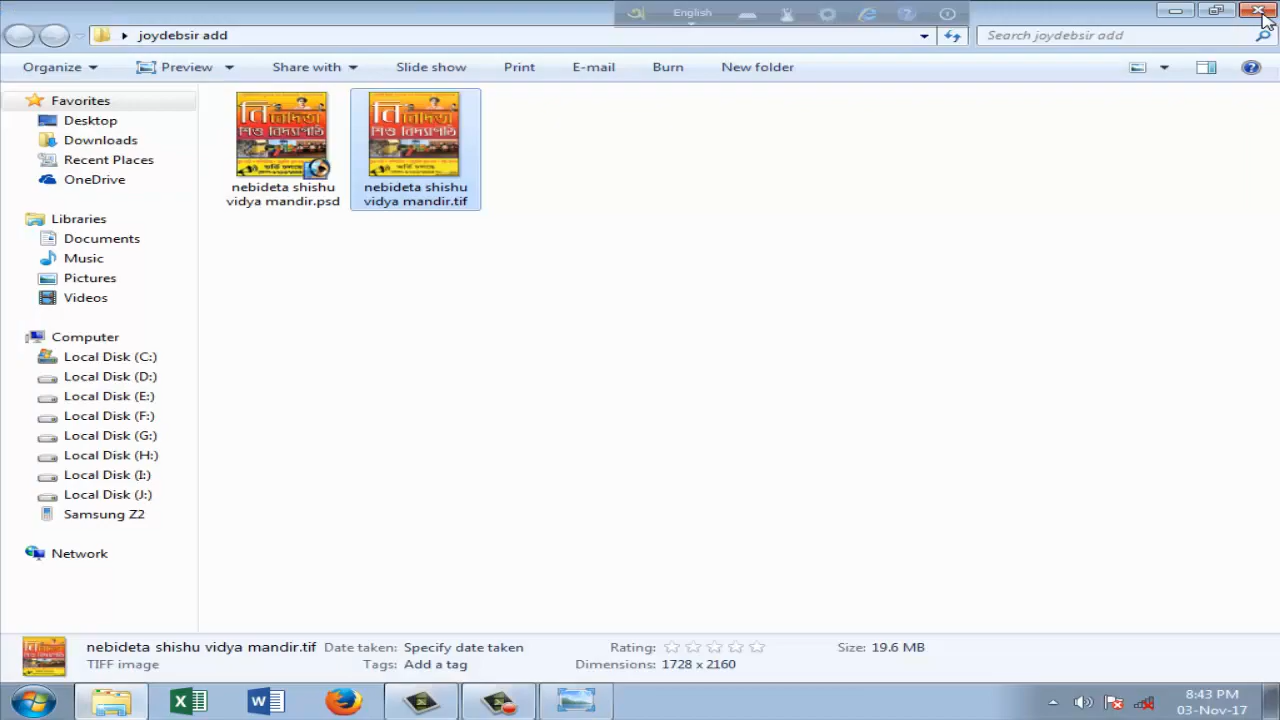 English
joydebsir add
Search joydebsir add
Organize
Preview
Share with
Slide show
Print
E-mail
Burn
New folder
Favorites
Desktop
Downloads
Recent Places
OneDrive
Libraries
Documents
Music
Pictures
Videos
Computer
Local Disk (C:)
Local Disk (D:)
Local Disk (E:)
Local Disk (F:)
Local Disk (G:)
Local Disk (H:)
Local Disk (I:)
Local Disk (J:)
Samsung Z2
Network
নিবেদিতা
শিশু বিদ্যাপতি
nebideta shishu
vidya mandir.psd
নিবেদিতা
শিশু বিদ্যাপতি
nebideta shishu
vidya mandir.tif
nebideta shishu vidya mandir.tif
TIFF image
Date taken: Specify date taken
Tags: Add a tag
Rating:
Dimensions: 1728 x 2160
Size: 19.6 MB
8:43 PM
03-Nov-17